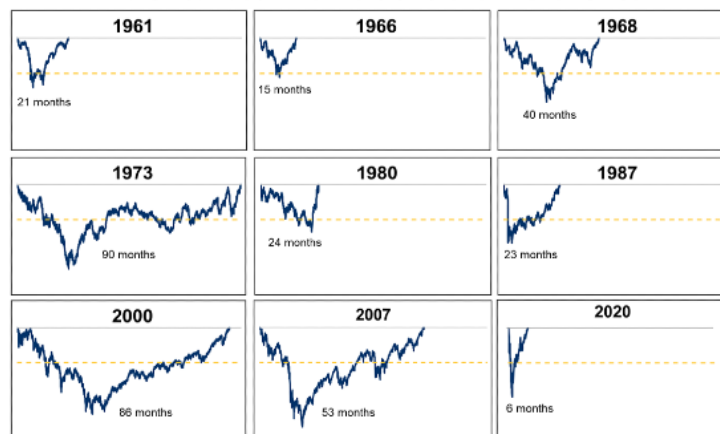 1961
21 months
1966
15 months
1968
40 months
1973
90 months
1980
24 months
1987
23 months
2000
86 months
2007
53 months
2020
6 months